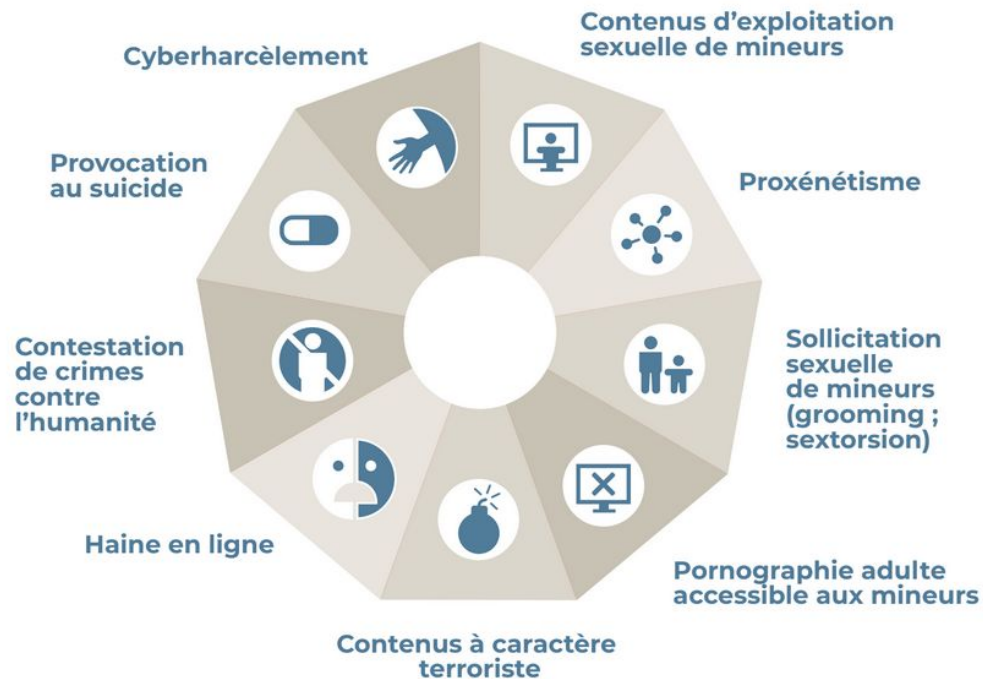 Contenus d’exploitation
sexuelle de mineurs
Cyberharcèlement
Provocation
au suicide
Proxénétisme
Contestation
de crimes
contre
l’humanité
Sollicitation
sexuelle
de mineurs
(grooming ;
sextorsion)
Haine en ligne
Pornographie adulte
accessible aux mineurs
Contenus à caractère
terroriste